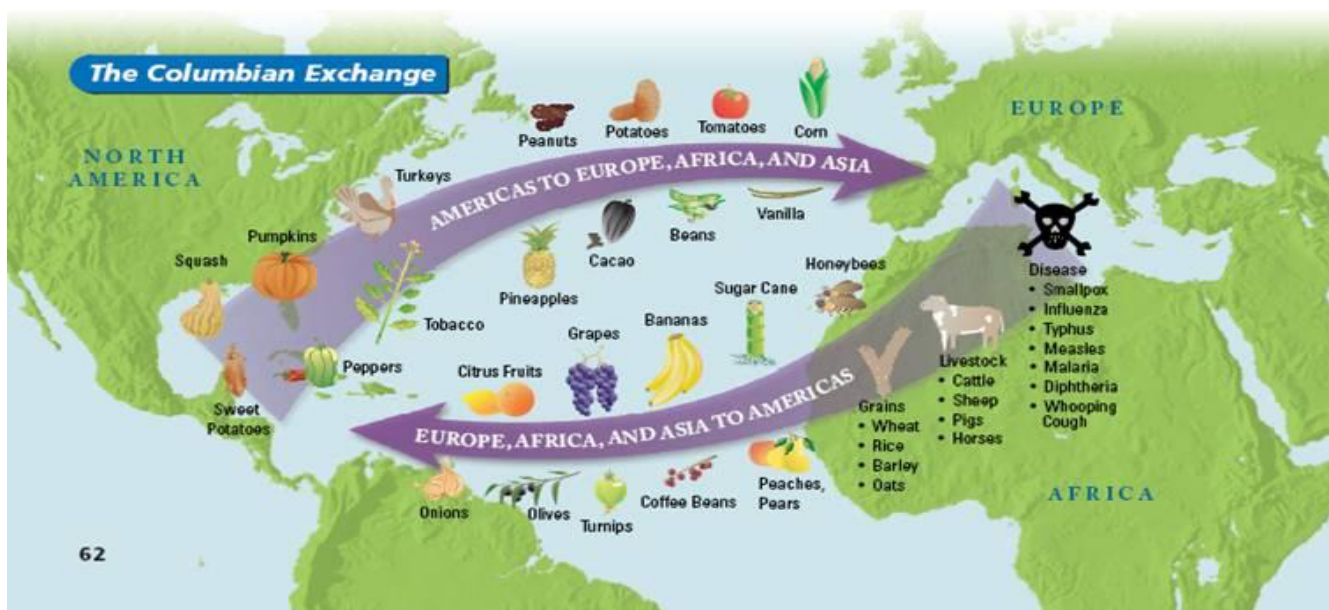 The Columbian Exchange
NORTH
AMERICA
EUROPE
Peanuts
Potatoes
Tomatoes
Corn
Turkeys
AMERICAS TO EUROPE, AFRICA, AND ASIA
Squash
Pumpkins
Pineapples
Cacao
Beans
Vanilla
Tobacco
Peppers
Sweet
Potatoes
Honeybees
Sugar Cane
Bananas
Grapes
Citrus Fruits
EUROPE, AFRICA, AND ASIA TO AMERICAS
Onions
Olives
Turnips
Coffee Beans
Peaches,
Pears
Grains
• Wheat
• Rice
• Barley
• Oats
Livestock
• Cattle
• Sheep
• Pigs
• Horses
Disease
• Smallpox
• Influenza
• Typhus
• Measles
• Malaria
• Diphtheria
• Whooping
Cough
AFRICA
62